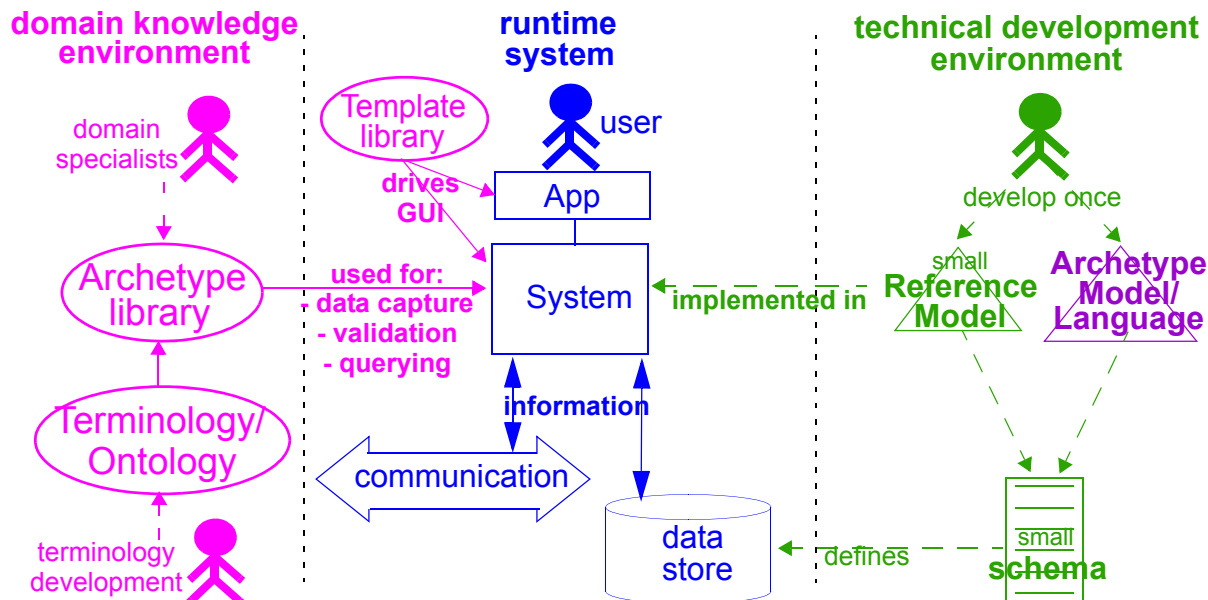 domain knowledge
environment
domain
specialists
Archetype
library
Terminology/
Ontology
terminology
development
runtime
system
Template
library
user
drives
GUI
App
used for:
- data capture
- validation
- querying
System
information
communication
data
store
technical development
environment
develop once
small
Reference
Model
Archetype
Model/
Language
implemented in
defines
small
schema